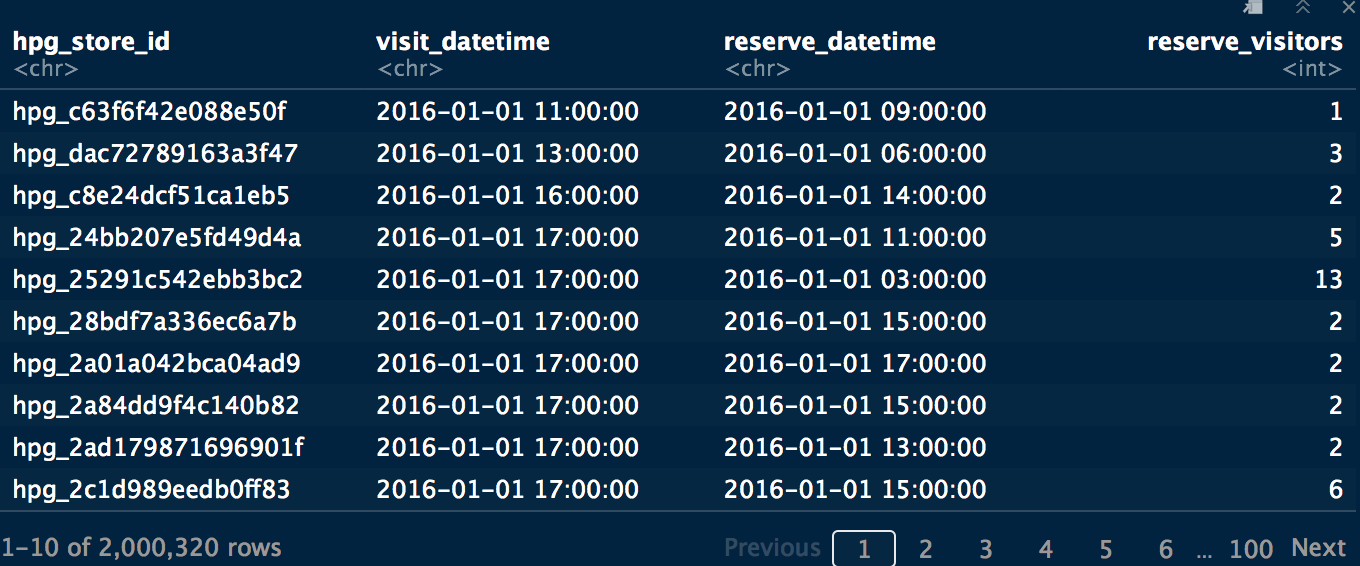 hpg_store_id visit_datetime reserve_datetime reserve_visitors
<chr> <chr> <chr> <int>
hpg_c63f6f42e088e50f 2016-01-01 11:00:00 2016-01-01 09:00:00 1
hpg_dac72789163a3f47 2016-01-01 13:00:00 2016-01-01 06:00:00 3
hpg_c8e24dcf51ca1eb5 2016-01-01 16:00:00 2016-01-01 14:00:00 2
hpg_24bb207e5fd49d4a 2016-01-01 17:00:00 2016-01-01 11:00:00 5
hpg_25291c542ebb3bc2 2016-01-01 17:00:00 2016-01-01 03:00:00 13
hpg_28bdf7a336ec6a7b 2016-01-01 17:00:00 2016-01-01 15:00:00 2
hpg_2a01a042bca04ad9 2016-01-01 17:00:00 2016-01-01 17:00:00 2
hpg_2a84dd9f4c140b82 2016-01-01 17:00:00 2016-01-01 15:00:00 2
hpg_2ad179871696901f 2016-01-01 17:00:00 2016-01-01 13:00:00 2
hpg_2c1d989eedb0ff83 2016-01-01 17:00:00 2016-01-01 15:00:00 6
1-10 of 2,000,320 rows Previous 1 2 3 4 5 6 ... 100 Next